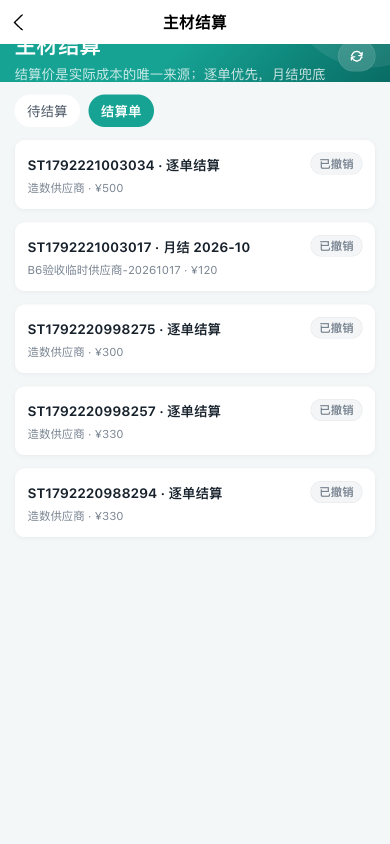 主材结算
主材结算
结算价是实际成本的唯一来源；逐单优先，月结兜底
待结算
结算单
ST1792221003034 · 逐单结算
已撤销
造数供应商 · ¥500
ST1792221003017 · 月结 2026-10
已撤销
B6验收临时供应商-20261017 · ¥120
ST1792220998275 · 逐单结算
已撤销
造数供应商 · ¥300
ST1792220998257 · 逐单结算
已撤销
造数供应商 · ¥330
ST1792220988294 · 逐单结算
已撤销
造数供应商 · ¥330